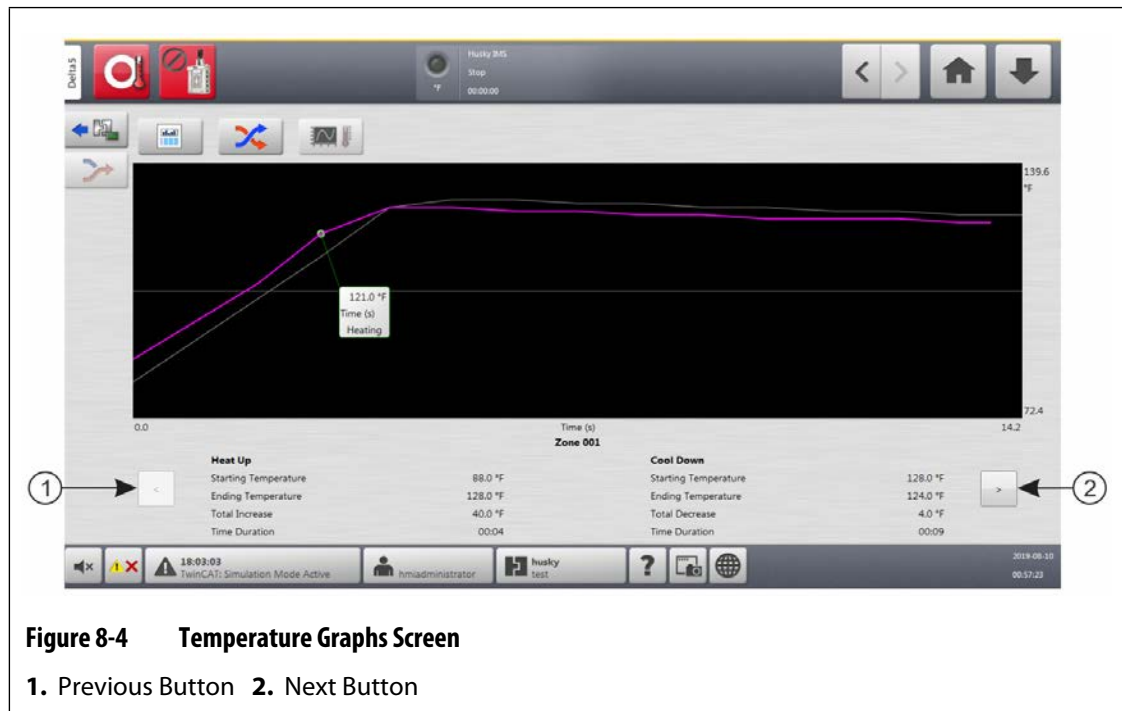 Delta5
Husky IMS
Stop
°F 00:00:00
139.6
°F
121.0 °F
Time (s)
Heating
72.4
0.0 Time (s) 14.2
Zone 001
Heat Up Cool Down
1 < Starting Temperature 88.0 °F Starting Temperature 128.0 °F > 2
Ending Temperature 128.0 °F Ending Temperature 124.0 °F
Total Increase 40.0 °F Total Decrease 4.0 °F
Time Duration 00:04 Time Duration 00:09
18:03:03 husky 2019-08-10
TwinCAT: Simulation Mode Active hmiadministrator test ? 00:57:23
Figure 8-4 Temperature Graphs Screen
1. Previous Button 2. Next Button